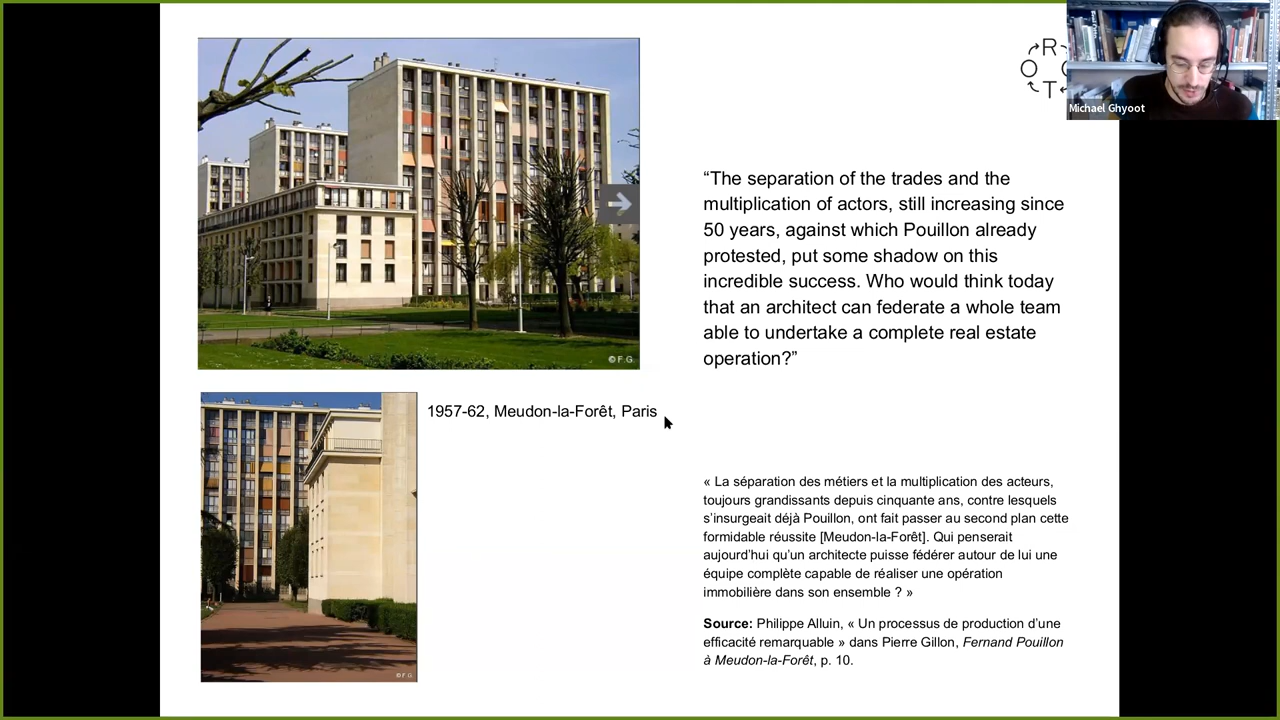 R
O
T
Michael Ghyoot
“The separation of the trades and the
multiplication of actors, still increasing since
50 years, against which Pouillon already
protested, put some shadow on this
incredible success. Who would think today
that an architect can federate a whole team
able to undertake a complete real estate
operation?”
© F.G.
1957-62, Meudon-la-Forêt, Paris
« La séparation des métiers et la multiplication des acteurs,
toujours grandissants depuis cinquante ans, contre lesquels
s’insurgeait déjà Pouillon, ont fait passer au second plan cette
formidable réussite [Meudon-la-Forêt]. Qui penserait
aujourd’hui qu’un architecte puisse fédérer autour de lui une
équipe complète capable de réaliser une opération
immobilière dans son ensemble ? »
Source: Philippe Alluin, « Un processus de production d’une
efficacité remarquable » dans Pierre Gillon, Fernand Pouillon
à Meudon-la-Forêt, p. 10.
© F.G.